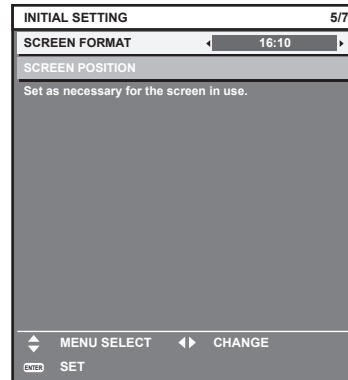 INITIAL SETTING 5/7
SCREEN FORMAT 16:10
SCREEN POSITION
Set as necessary for the screen in use.
MENU SELECT CHANGE
ENTER SET